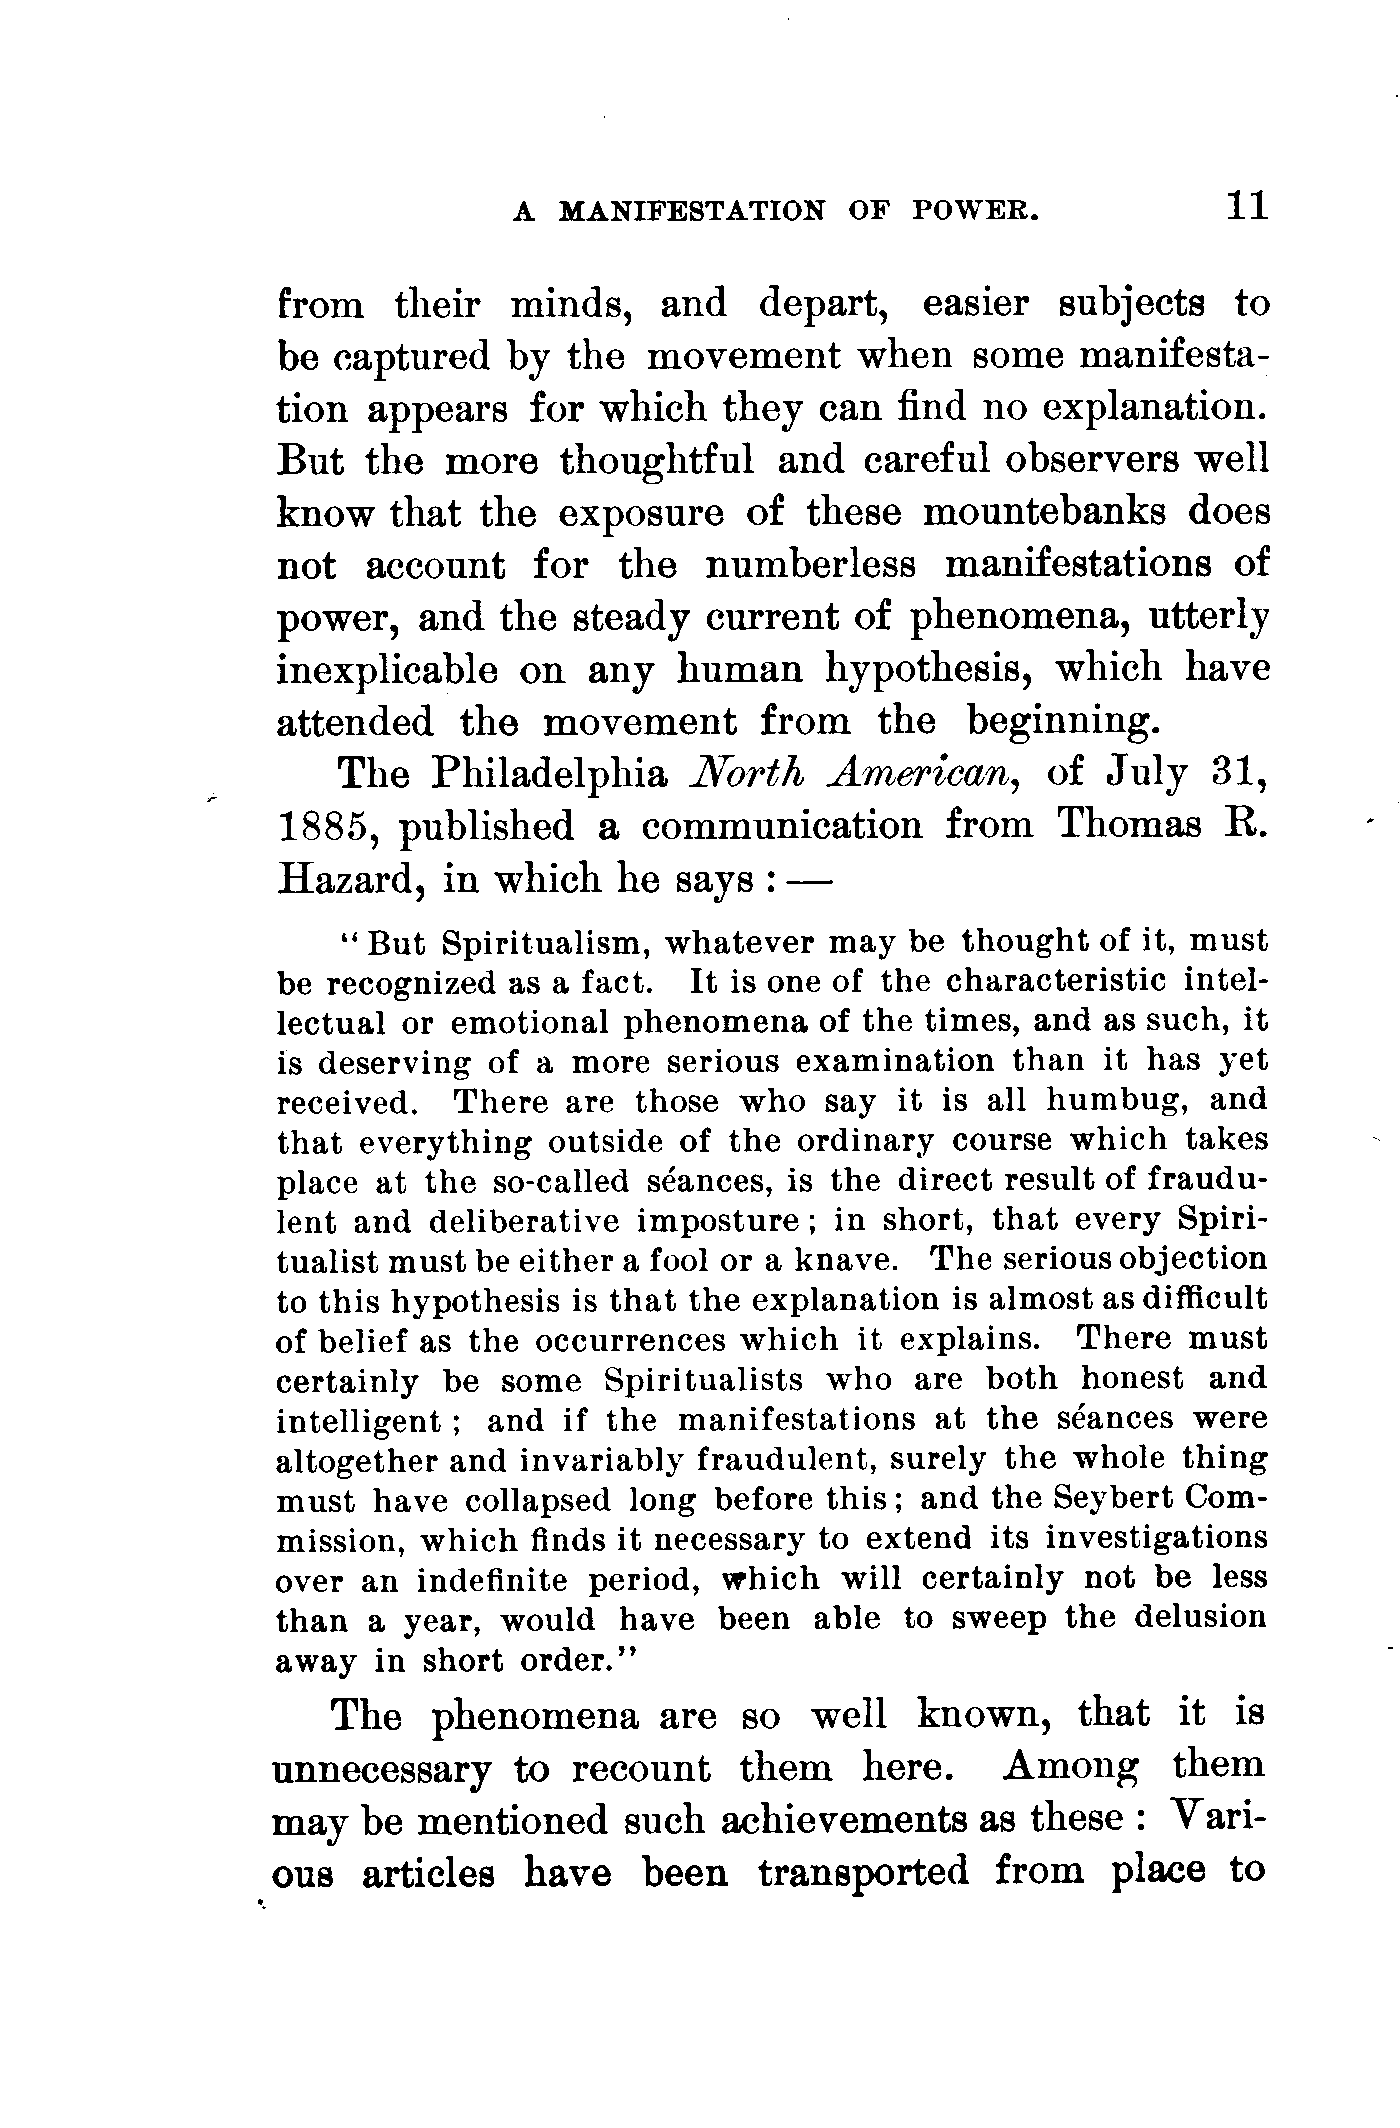 A MANIFESTATION OF POWER. 11
from their minds, and depart, easier subjects to
be captured by the movement when some manifesta-
tion appears for which they can find no explanation.
But the more thoughtful and careful observers well
know that the exposure of these mountebanks does
not account for the numberless manifestations of
power, and the steady current of phenomena, utterly
inexplicable on any human hypothesis, which have
attended the movement from the beginning.
The Philadelphia North American, of July 31,
1885, published a communication from Thomas R.
Hazard, in which he says : —
“ But Spiritualism, whatever may be thought of it, must
be recognized as a fact. It is one of the characteristic intel-
lectual or emotional phenomena of the times, and as such, it
is deserving of a more serious examination than it has yet
received. There are those who say it is all humbug, and
that everything outside of the ordinary course which takes
place at the so-called séances, is the direct result of fraudu-
lent and deliberative imposture ; in short, that every Spiri-
tualist must be either a fool or a knave. The serious objection
to this hypothesis is that the explanation is almost as difficult
of belief as the occurrences which it explains. There must
certainly be some Spiritualists who are both honest and
intelligent ; and if the manifestations at the séances were
altogether and invariably fraudulent, surely the whole thing
must have collapsed long before this ; and the Seybert Com-
mission, which finds it necessary to extend its investigations
over an indefinite period, which will certainly not be less
than a year, would have been able to sweep the delusion
away in short order.”
The phenomena are so well known, that it is
unnecessary to recount them here. Among them
may be mentioned such achievements as these : Vari-
ous articles have been transported from place to